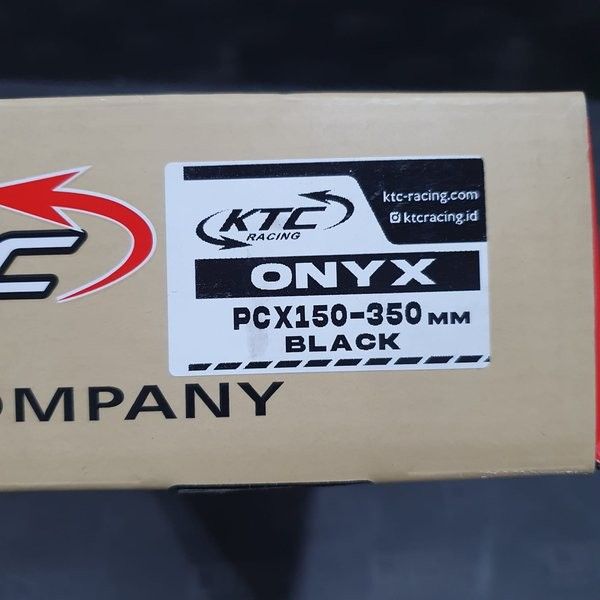 KTC
RACING
ktc-racing.com
ktcracing.id
ONYX
PCX150-350 MM
BLACK
C
OMPANY